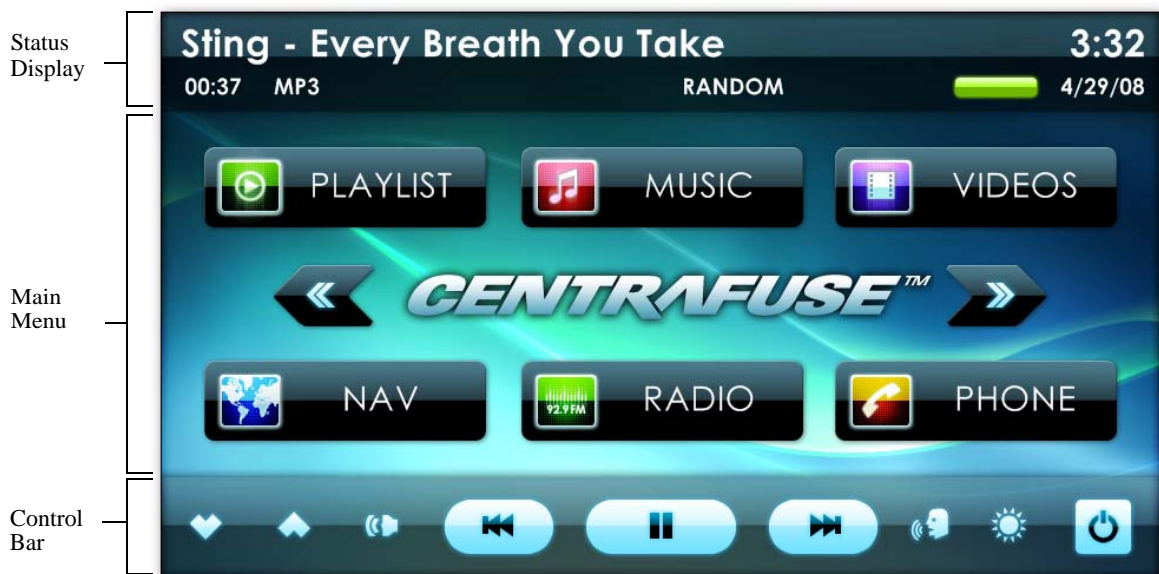 Status
Display
Sting - Every Breath You Take 3:32
00:37 MP3 RANDOM 4/29/08
Main
Menu
PLAYLIST MUSIC VIDEOS
CENTRAFUSE™
NAV 92.9 FM RADIO PHONE
Control
Bar